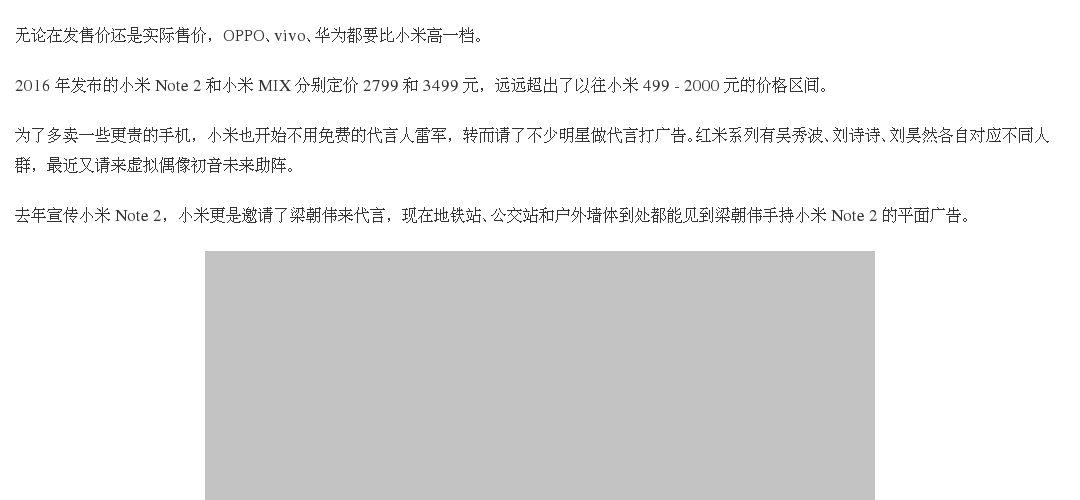 无论在发售价还是实际售价，OPPO、vivo、华为都要比小米高一档。
2016 年发布的小米 Note 2 和小米 MIX 分别定价 2799 和 3499 元，远远超出了以往小米 499 - 2000 元的价格区间。
为了多卖一些更贵的手机，小米也开始不用免费的代言人雷军，转而请了不少明星做代言打广告。红米系列有吴秀波、刘诗诗、刘昊然各自对应不同人
群，最近又请来虚拟偶像初音未来助阵。
去年宣传小米 Note 2，小米更是邀请了梁朝伟来代言，现在地铁站、公交站和户外墙体到处都能见到梁朝伟手持小米 Note 2 的平面广告。